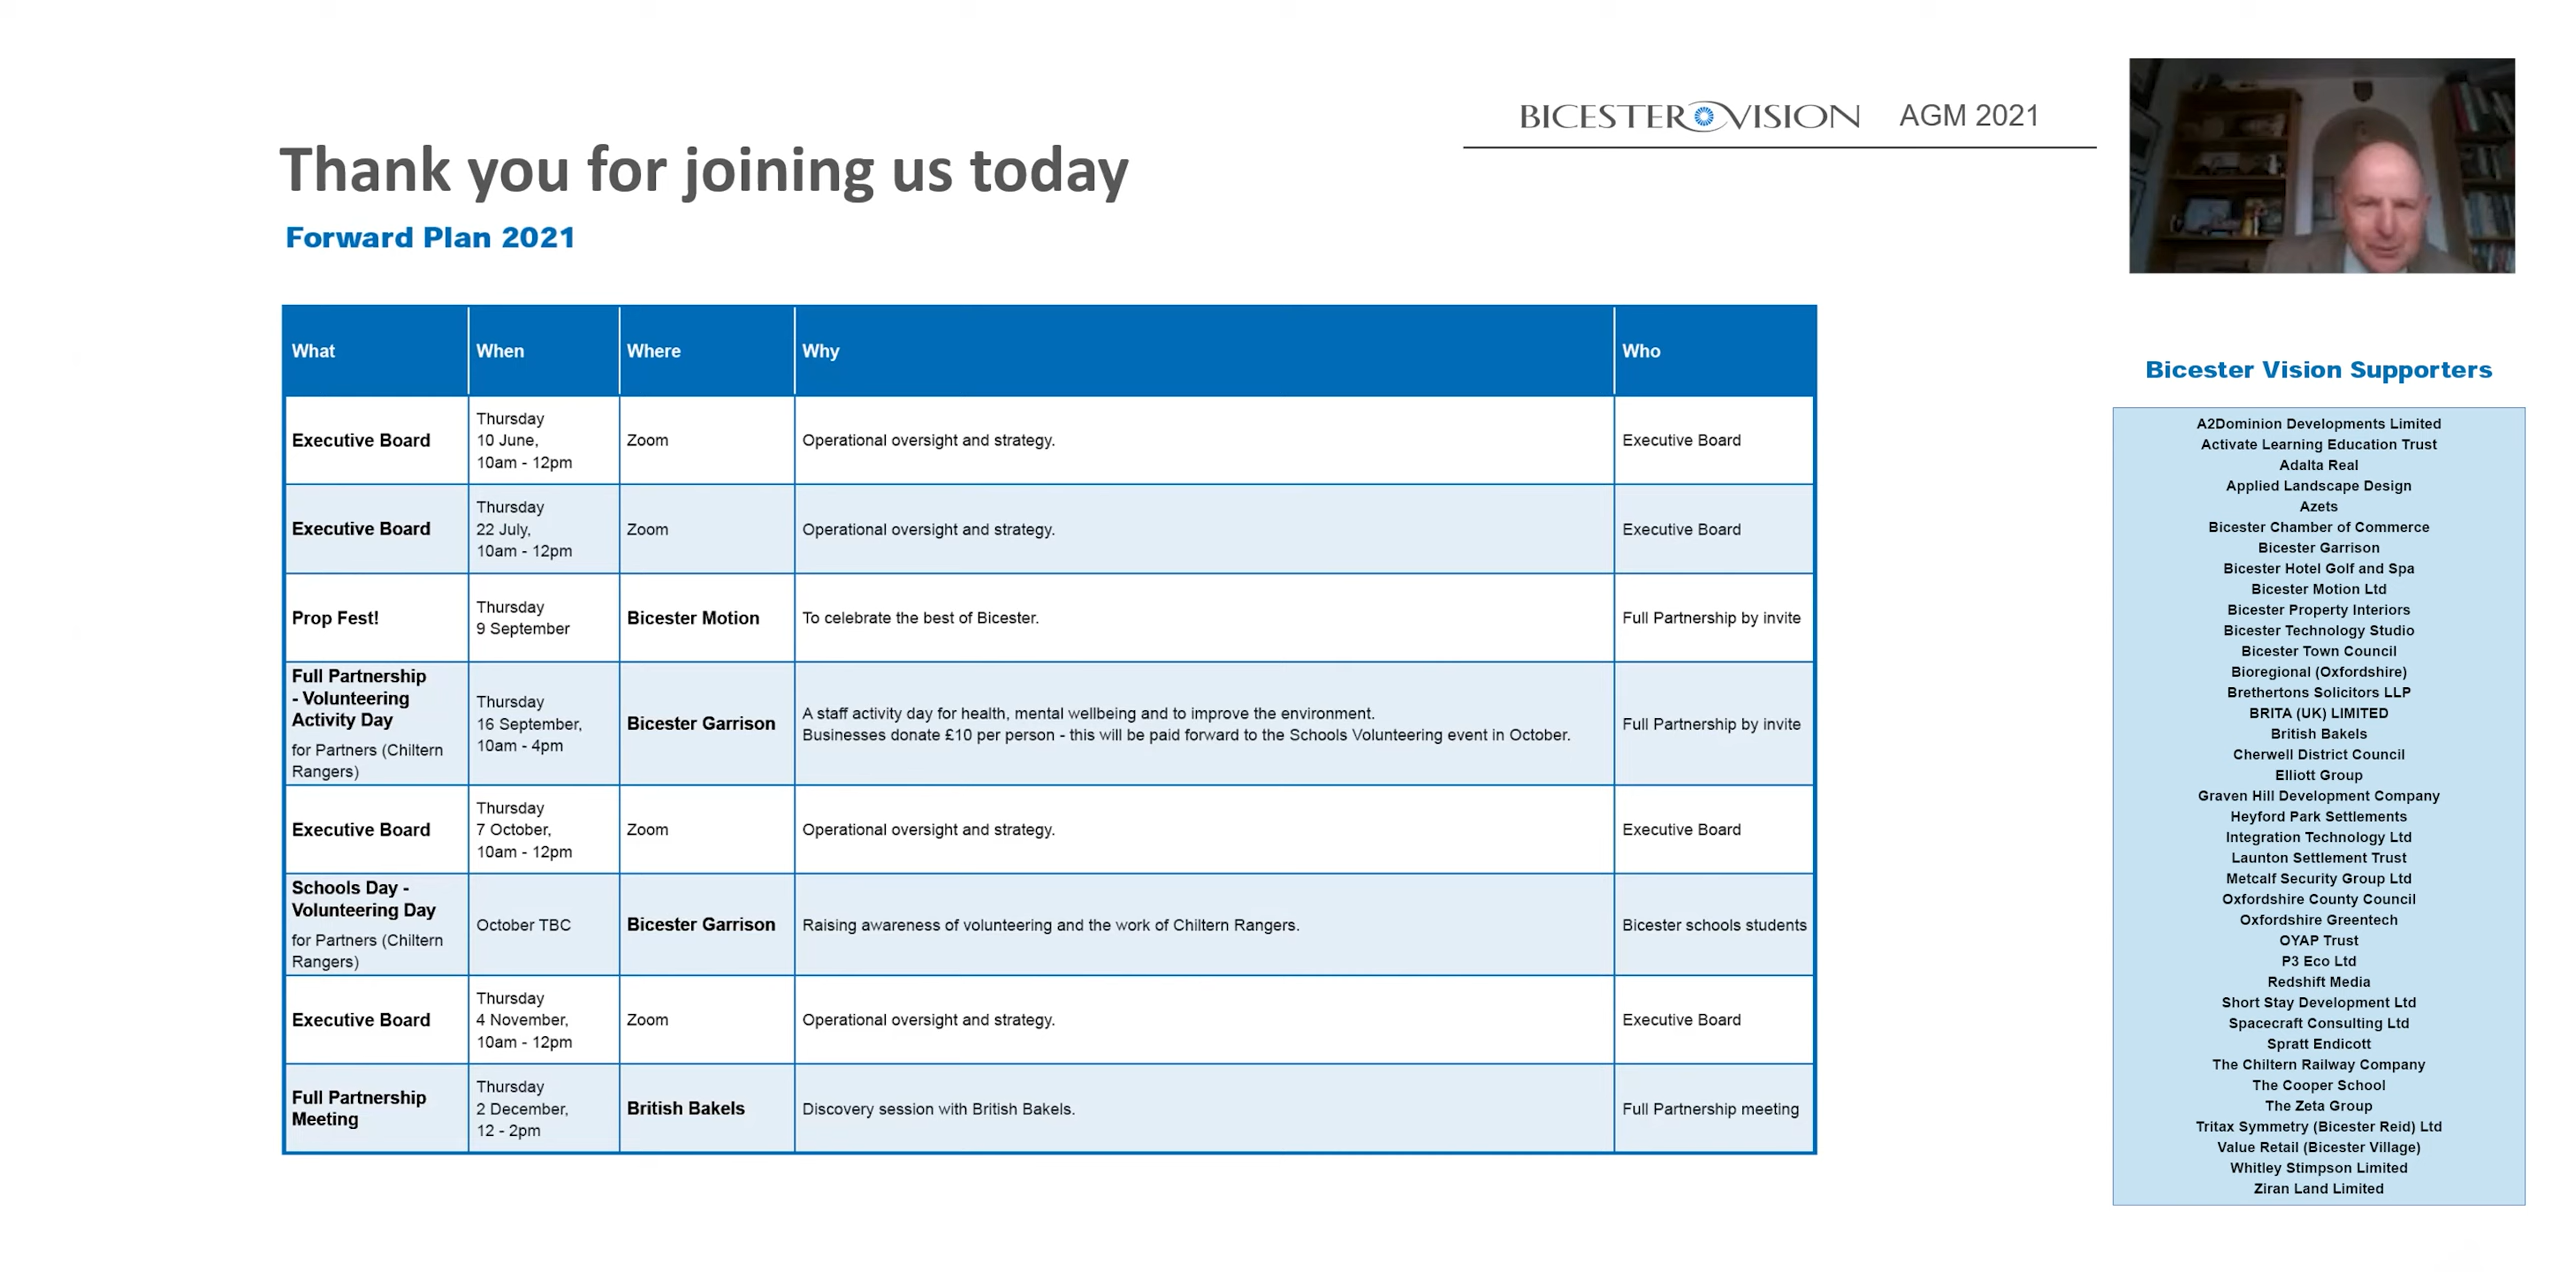 BICESTER VISION AGM 2021
Thank you for joining us today
Forward Plan 2021
What When Where Why Who
Executive Board
Thursday
10 June,
10am - 12pm
Zoom
Operational oversight and strategy.
Executive Board
Executive Board
Thursday
22 July,
10am - 12pm
Zoom
Operational oversight and strategy.
Executive Board
Prop Fest!
Thursday
9 September
Bicester Motion
To celebrate the best of Bicester.
Full Partnership by invite
Full Partnership
- Volunteering
Activity Day
for Partners (Chiltern
Rangers)
Thursday
16 September,
10am - 4pm
Bicester Garrison
A staff activity day for health, mental wellbeing and to improve the environment.
Businesses donate £10 per person - this will be paid forward to the Schools Volunteering event in October.
Full Partnership by invite
Executive Board
Thursday
7 October,
10am - 12pm
Zoom
Operational oversight and strategy.
Executive Board
Schools Day -
Volunteering Day
for Partners (Chiltern
Rangers)
October TBC
Bicester Garrison
Raising awareness of volunteering and the work of Chiltern Rangers.
Bicester schools students
Executive Board
Thursday
4 November,
10am - 12pm
Zoom
Operational oversight and strategy.
Executive Board
Full Partnership
Meeting
Thursday
2 December,
12 - 2pm
British Bakels
Discovery session with British Bakels.
Full Partnership meeting
Bicester Vision Supporters
A2Dominion Developments Limited
Activate Learning Education Trust
Adalta Real
Applied Landscape Design
Azets
Bicester Chamber of Commerce
Bicester Garrison
Bicester Hotel Golf and Spa
Bicester Motion Ltd
Bicester Property Interiors
Bicester Technology Studio
Bicester Town Council
Bioregional (Oxfordshire)
Brethertons Solicitors LLP
BRITA (UK) LIMITED
British Bakels
Cherwell District Council
Elliott Group
Graven Hill Development Company
Heyford Park Settlements
Integration Technology Ltd
Launton Settlement Trust
Metcalf Security Group Ltd
Oxfordshire County Council
Oxfordshire Greentech
OYAP Trust
P3 Eco Ltd
Redshift Media
Short Stay Development Ltd
Spacecraft Consulting Ltd
Spratt Endicott
The Chiltern Railway Company
The Cooper School
The Zeta Group
Tritax Symmetry (Bicester Reid) Ltd
Value Retail (Bicester Village)
Whitley Stimpson Limited
Ziran Land Limited